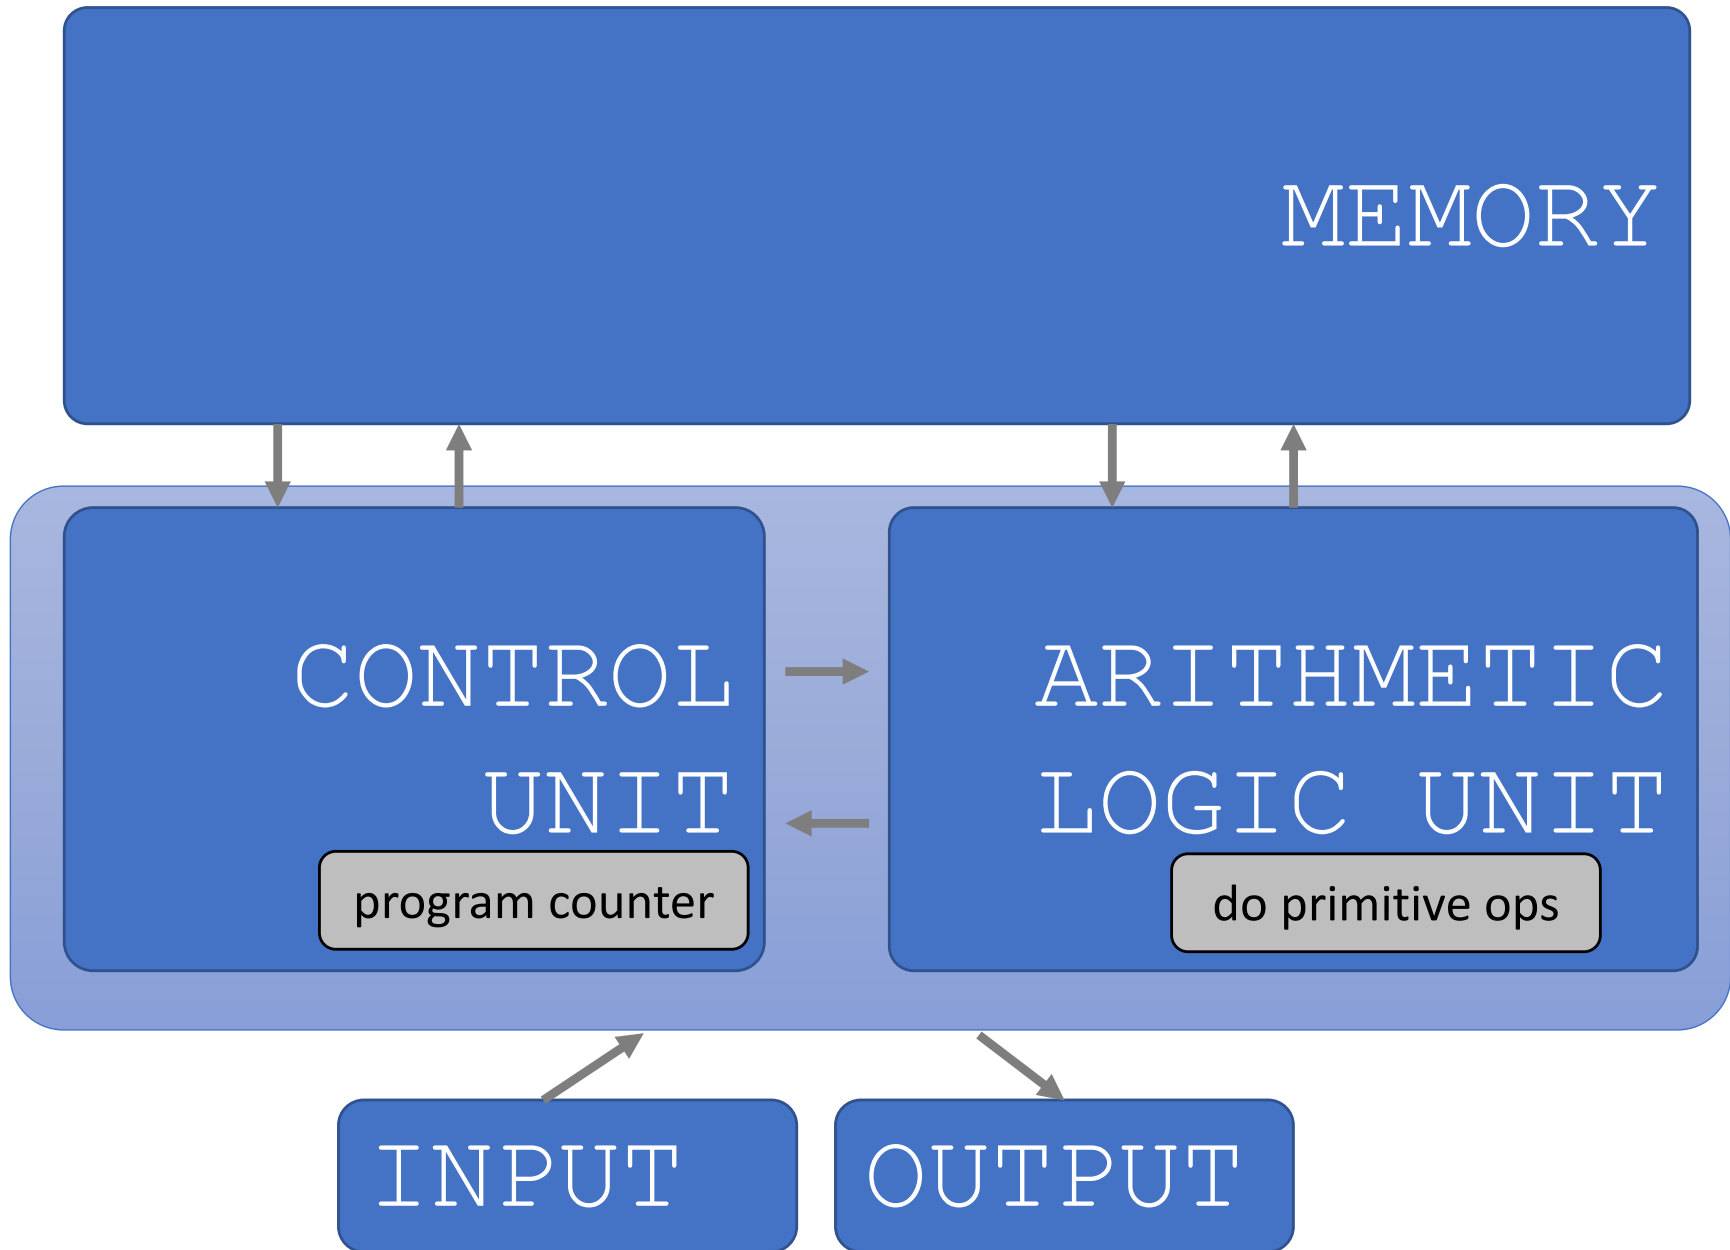 MEMORY
CONTROL
UNIT
program counter
ARITHMETIC
LOGIC UNIT
do primitive ops
INPUT
OUTPUT